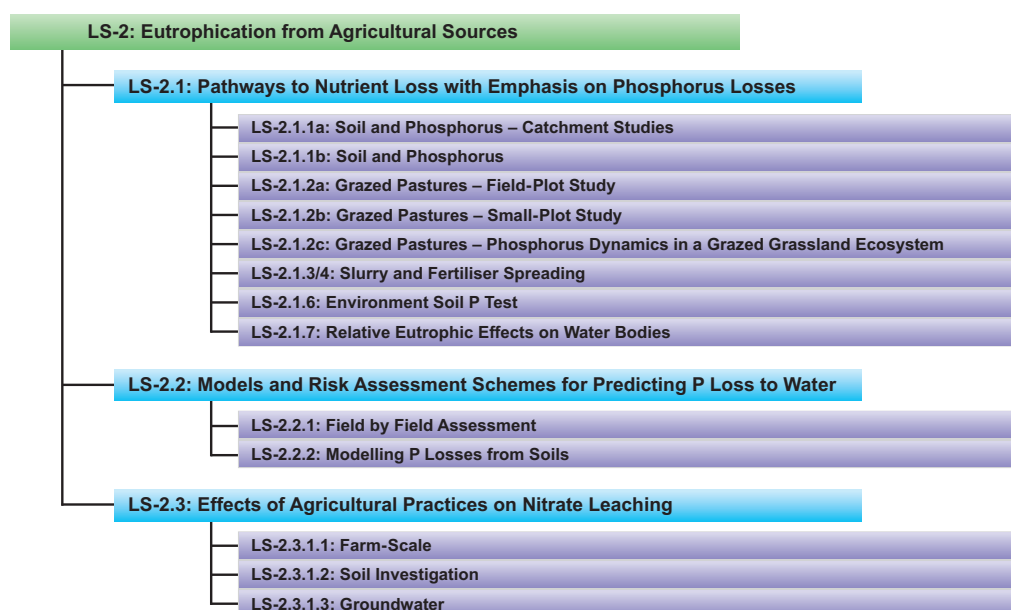 LS-2: Eutrophication from Agricultural Sources
LS-2.1: Pathways to Nutrient Loss with Emphasis on Phosphorus Losses
LS-2.1.1a: Soil and Phosphorus – Catchment Studies
LS-2.1.1b: Soil and Phosphorus
LS-2.1.2a: Grazed Pastures – Field-Plot Study
LS-2.1.2b: Grazed Pastures – Small-Plot Study
LS-2.1.2c: Grazed Pastures – Phosphorus Dynamics in a Grazed Grassland Ecosystem
LS-2.1.3/4: Slurry and Fertiliser Spreading
LS-2.1.6: Environment Soil P Test
LS-2.1.7: Relative Eutrophic Effects on Water Bodies
LS-2.2: Models and Risk Assessment Schemes for Predicting P Loss to Water
LS-2.2.1: Field by Field Assessment
LS-2.2.2: Modelling P Losses from Soils
LS-2.3: Effects of Agricultural Practices on Nitrate Leaching
LS-2.3.1.1: Farm-Scale
LS-2.3.1.2: Soil Investigation
LS-2.3.1.3: Groundwater